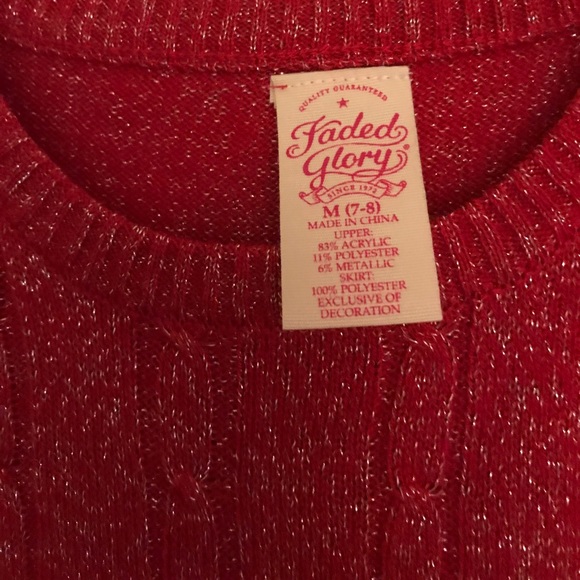 QUALITY GUARANTEED
Faded
Glory®
SINCE 1972
M (7-8)
MADE IN CHINA
UPPER:
83% ACRYLIC
11% POLYESTER
6% METALLIC
SKIRT:
100% POLYESTER
EXCLUSIVE OF
DECORATION